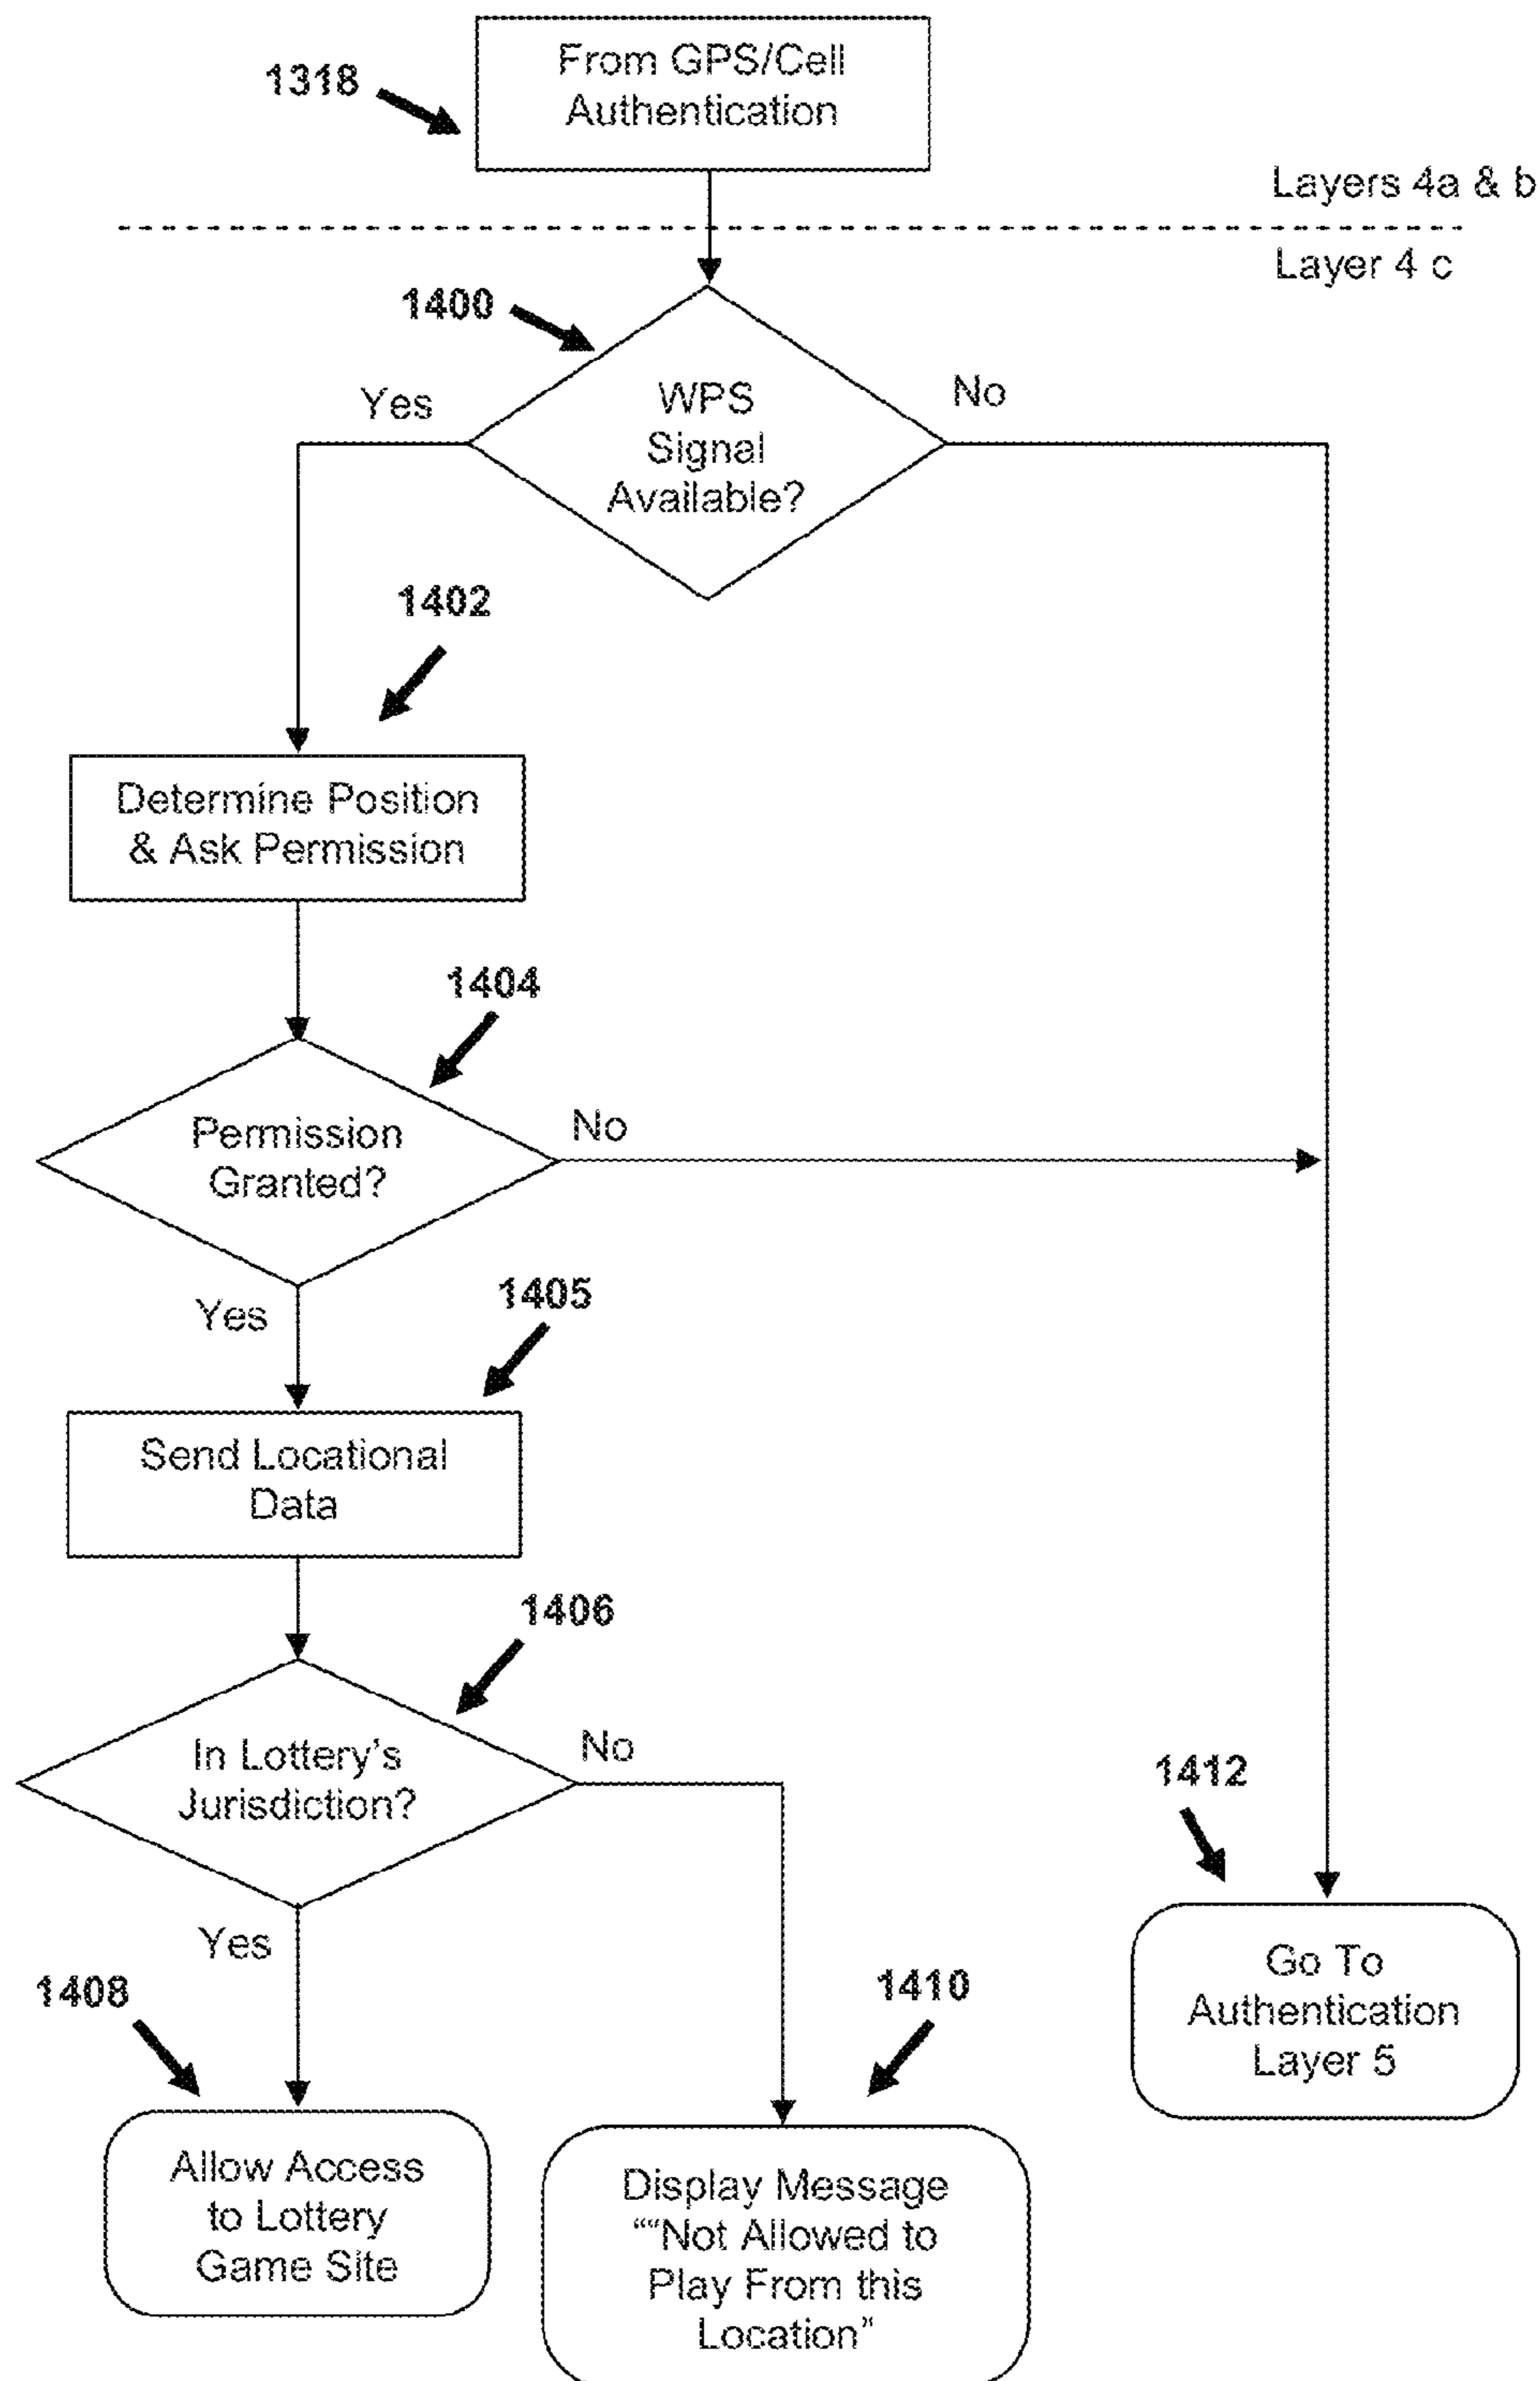 From GPS/Cell
Authentication
1318
Layers 4a & b
Layer 4 c
1400
Yes
WPS
Signal
Available?
No
1402
Determine Position
& Ask Permission
1404
Permission
Granted?
No
Yes
1405
Send Locational
Data
1406
In Lottery's
Jurisdiction?
No
1412
Yes
Go To
Authentication
Layer 5
1408
1410
Allow Access
to Lottery
Game Site
Display Message
““Not Allowed to
Play From this
Location”